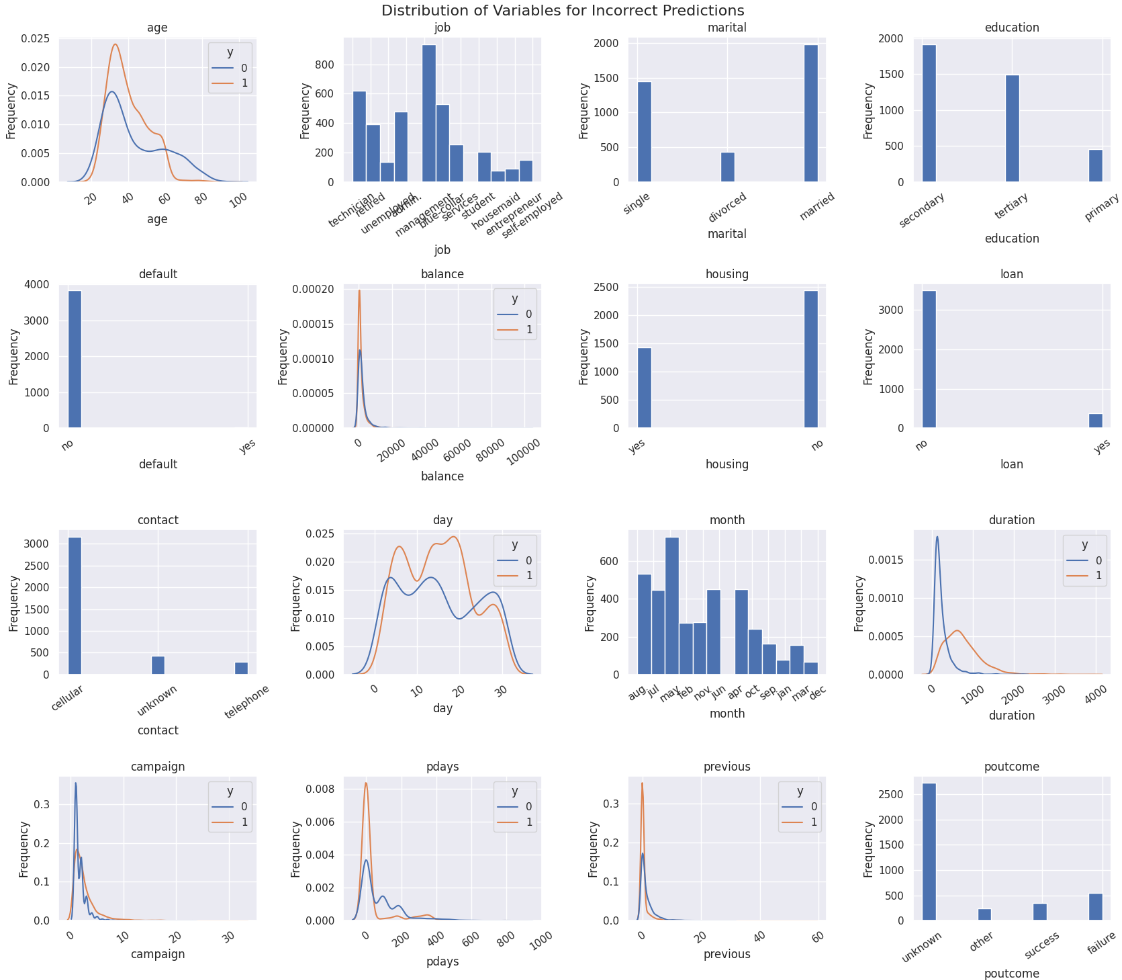 Distribution of Variables for Incorrect Predictions
age
Frequency
0.025
0.020
0.015
0.010
0.005
0.000
y
0
1
20
40
60
80
100
age
job
Frequency
800
600
400
200
0
technician
retired
unemployed
admin.
management
blue-collar
services
student
housemaid
entrepreneur
self-employed
job
marital
Frequency
2000
1500
1000
500
0
single
divorced
married
marital
education
Frequency
2000
1500
1000
500
0
secondary
tertiary
primary
education
default
Frequency
4000
3000
2000
1000
0
no
yes
default
balance
Frequency
0.00020
0.00015
0.00010
0.00005
0.00000
y
0
1
0
20000
40000
60000
80000
100000
balance
housing
Frequency
2500
2000
1500
1000
500
0
yes
no
housing
loan
Frequency
3000
2000
1000
0
no
yes
loan
contact
Frequency
3000
2500
2000
1500
1000
500
0
cellular
unknown
telephone
contact
day
Frequency
0.025
0.020
0.015
0.010
0.005
0.000
y
0
1
0
10
20
30
day
month
Frequency
600
400
200
0
aug
jul
may
feb
nov
jun
apr
oct
sep
jan
mar
dec
month
duration
Frequency
0.0015
0.0010
0.0005
0.0000
y
0
1
0
1000
2000
3000
4000
duration
campaign
Frequency
0.3
0.2
0.1
0.0
y
0
1
0
10
20
30
campaign
pdays
Frequency
0.008
0.006
0.004
0.002
0.000
y
0
1
0
200
400
600
800
1000
pdays
previous
Frequency
0.3
0.2
0.1
0.0
y
0
1
0
20
40
60
previous
poutcome
Frequency
2500
2000
1500
1000
500
0
unknown
other
success
failure
poutcome